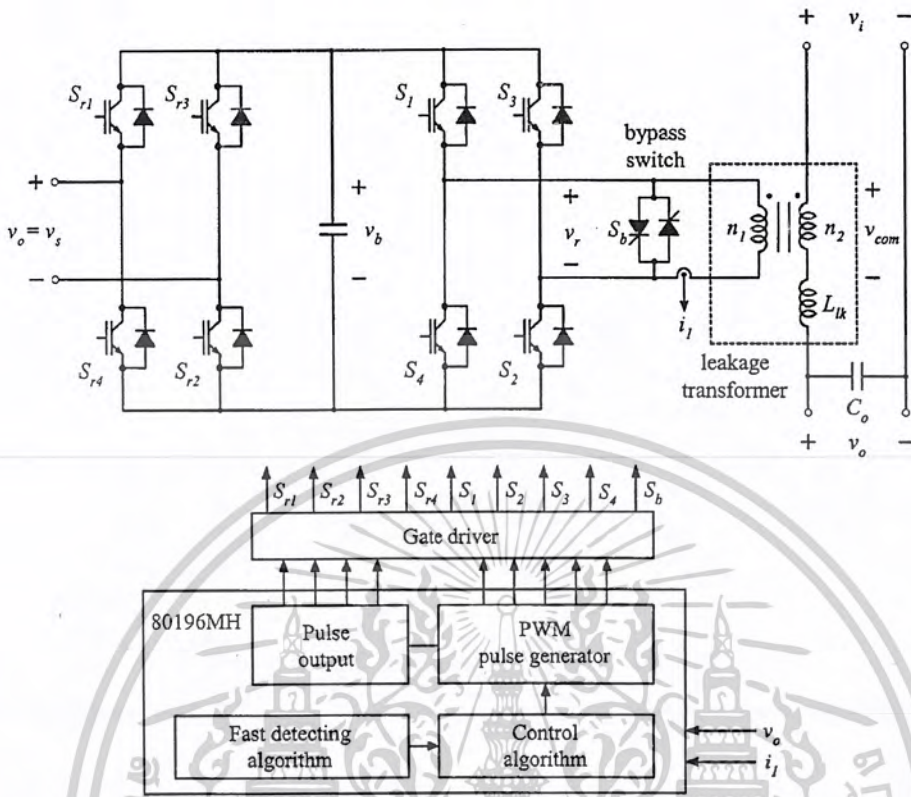 + v_i −
S_r1
S_r3
S_1
S_3
bypass
switch
+
+
+
+
v_o = v_s
v_b
v_r
S_b
n_1
n_2
v_com
−
−
−
−
i_1
L_lk
S_r4
S_r2
S_4
S_2
leakage
transformer
C_o
+ v_o −
S_r1 S_r2 S_r3 S_r4 S_1 S_2 S_3 S_4 S_b
Gate driver
80196MH
Pulse
output
PWM
pulse generator
Fast detecting
algorithm
Control
algorithm
v_o
i_1